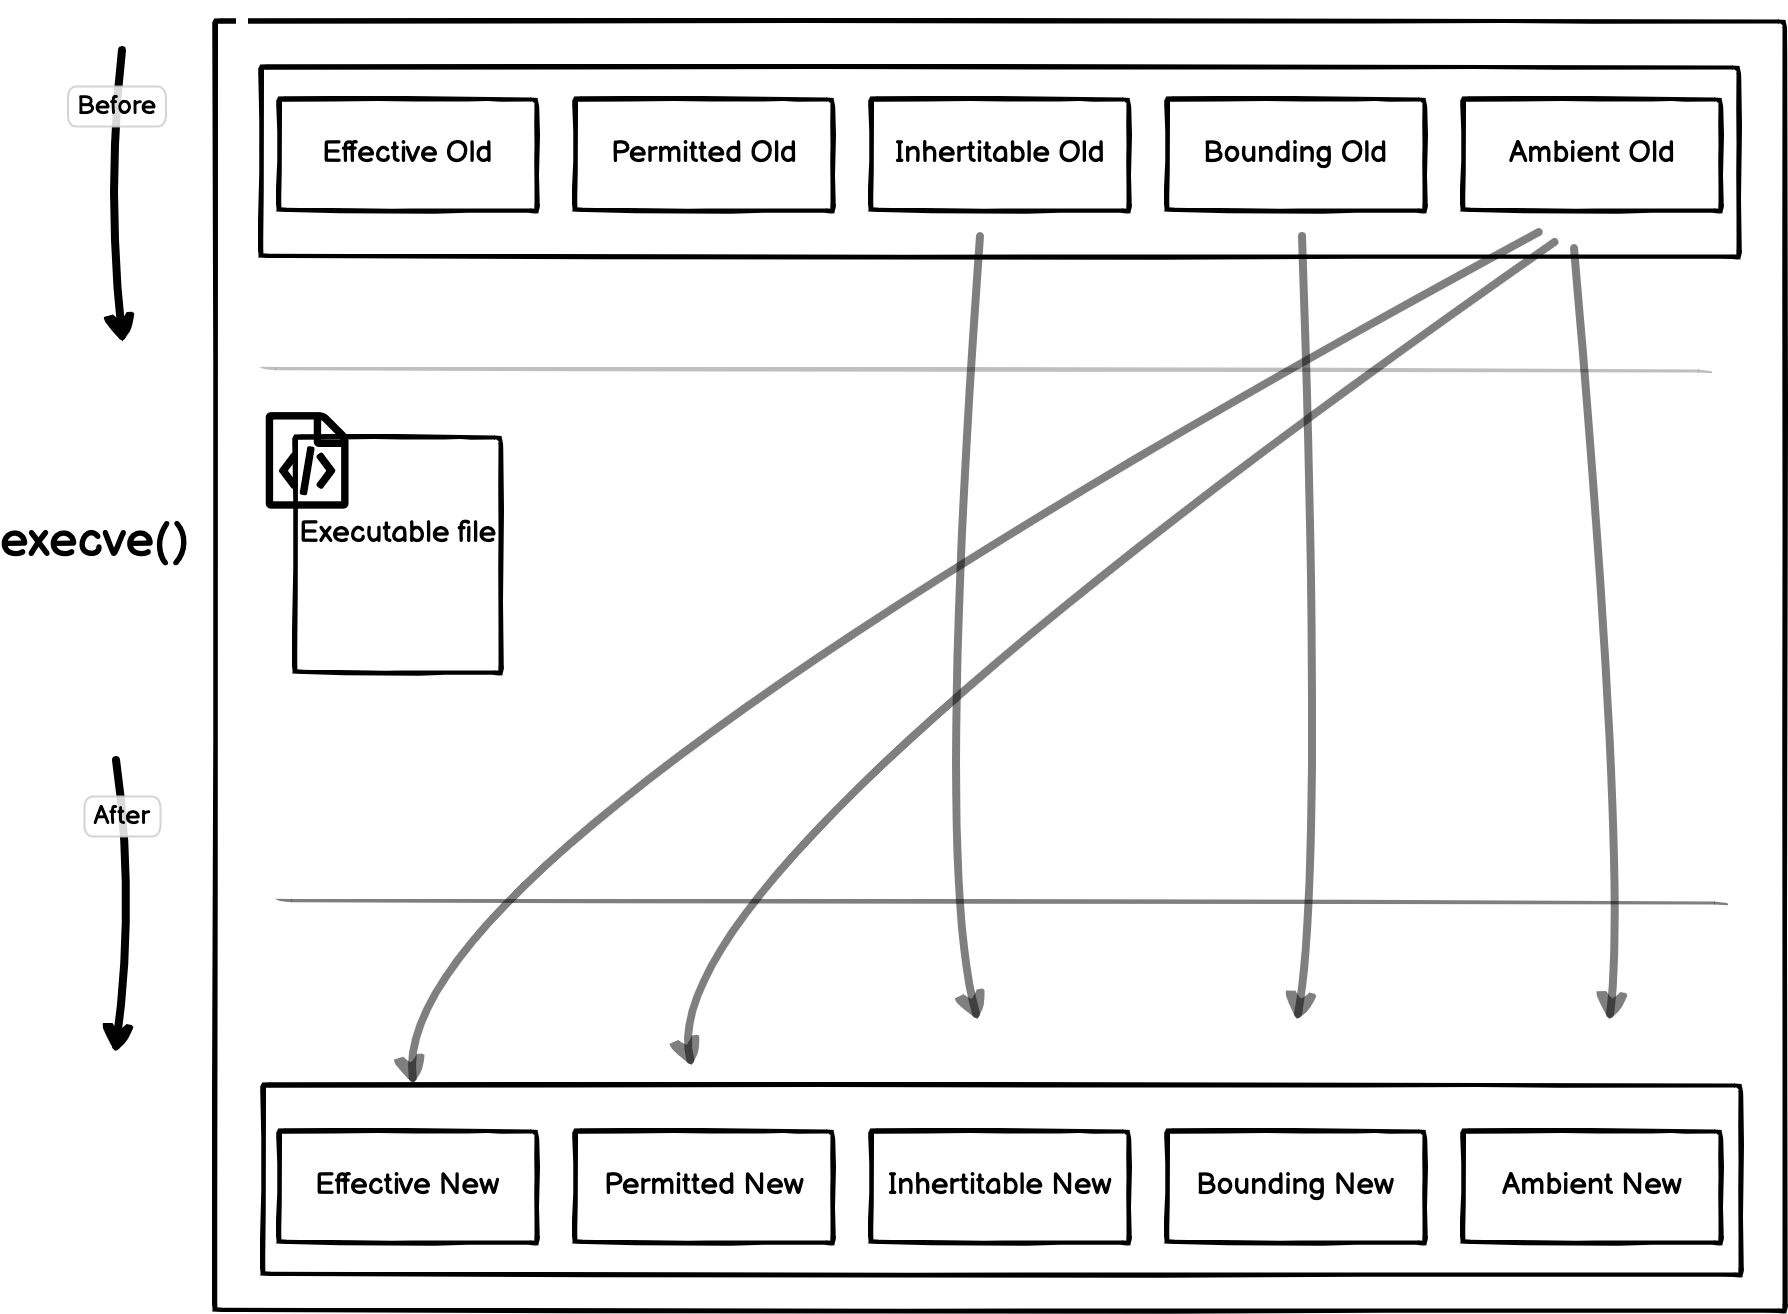 Before
Effective Old
Permitted Old
Inhertitable Old
Bounding Old
Ambient Old
</>
Executable file
execve()
After
Effective New
Permitted New
Inhertitable New
Bounding New
Ambient New